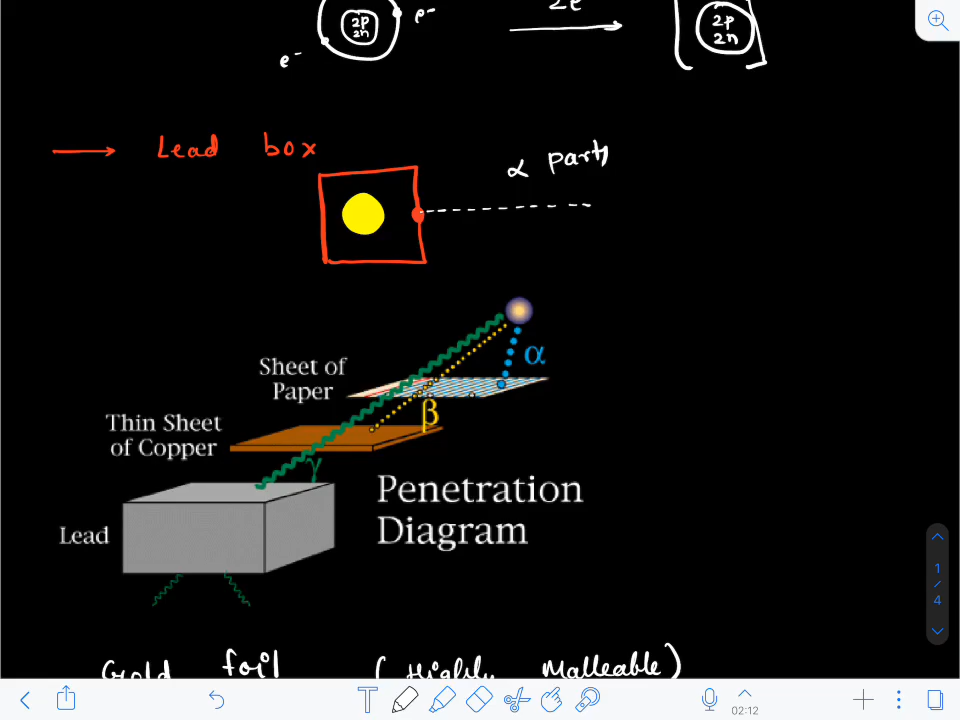 2e
e-
2p
2n
2p
2n
e-
→ Lead box
α
Sheet of
Paper
α
β
Thin Sheet
of Copper
γ
Penetration
Diagram
Lead
1
/
4
Gold foil (Highly Malleable)
T
02:12